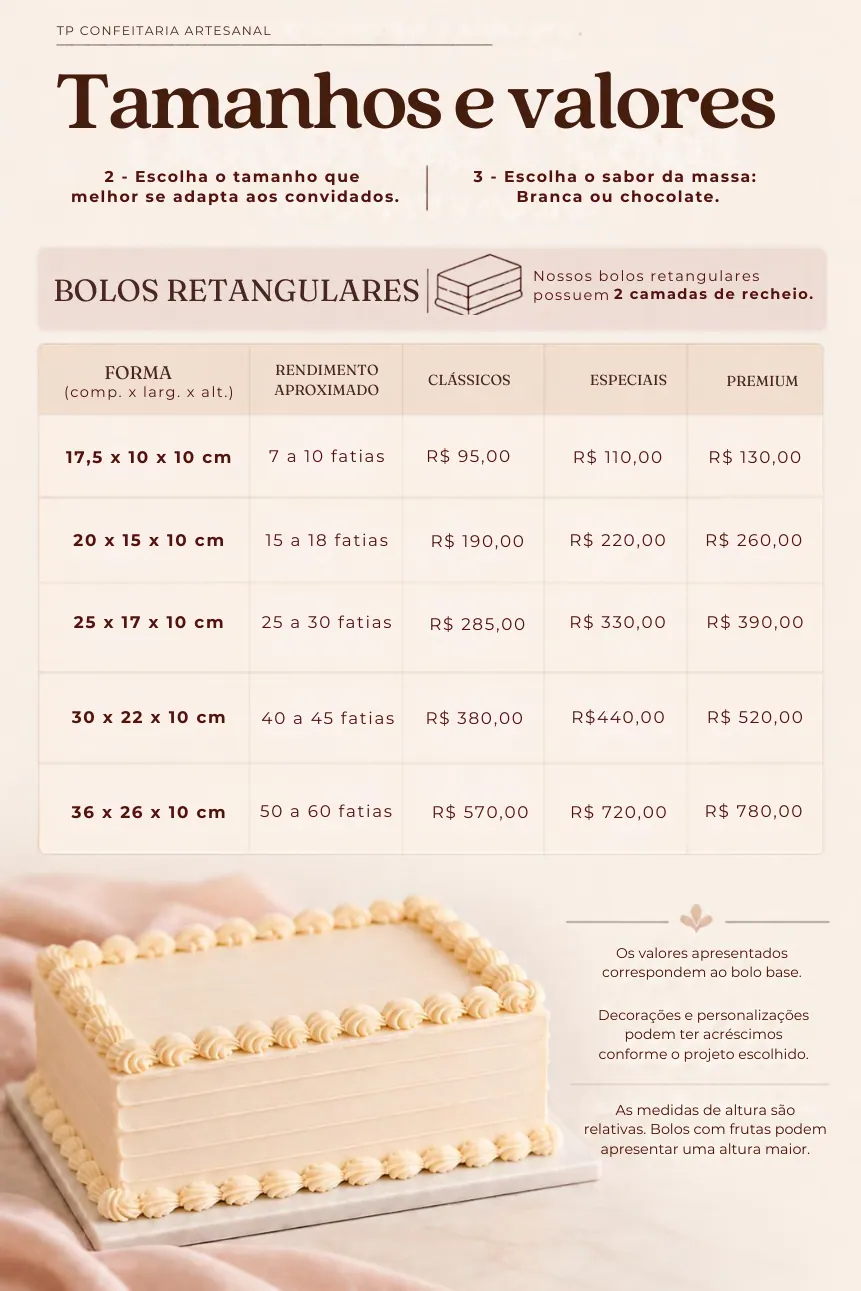 TP CONFEITARIA ARTESANAL
Tamanhos e valores
2 - Escolha o tamanho que
melhor se adapta aos convidados.
3 - Escolha o sabor da massa:
Branca ou chocolate.
BOLOS RETANGULARES
Nossos bolos retangulares
possuem 2 camadas de recheio.
FORMA
(comp. x larg. x alt.)
RENDIMENTO
APROXIMADO
CLÁSSICOS
ESPECIAIS
PREMIUM
17,5 x 10 x 10 cm 7 a 10 fatias R$ 95,00 R$ 110,00 R$ 130,00
20 x 15 x 10 cm 15 a 18 fatias R$ 190,00 R$ 220,00 R$ 260,00
25 x 17 x 10 cm 25 a 30 fatias R$ 285,00 R$ 330,00 R$ 390,00
30 x 22 x 10 cm 40 a 45 fatias R$ 380,00 R$440,00 R$ 520,00
36 x 26 x 10 cm 50 a 60 fatias R$ 570,00 R$ 720,00 R$ 780,00
Os valores apresentados
correspondem ao bolo base.
Decorações e personalizações
podem ter acréscimos
conforme o projeto escolhido.
As medidas de altura são
relativas. Bolos com frutas podem
apresentar uma altura maior.